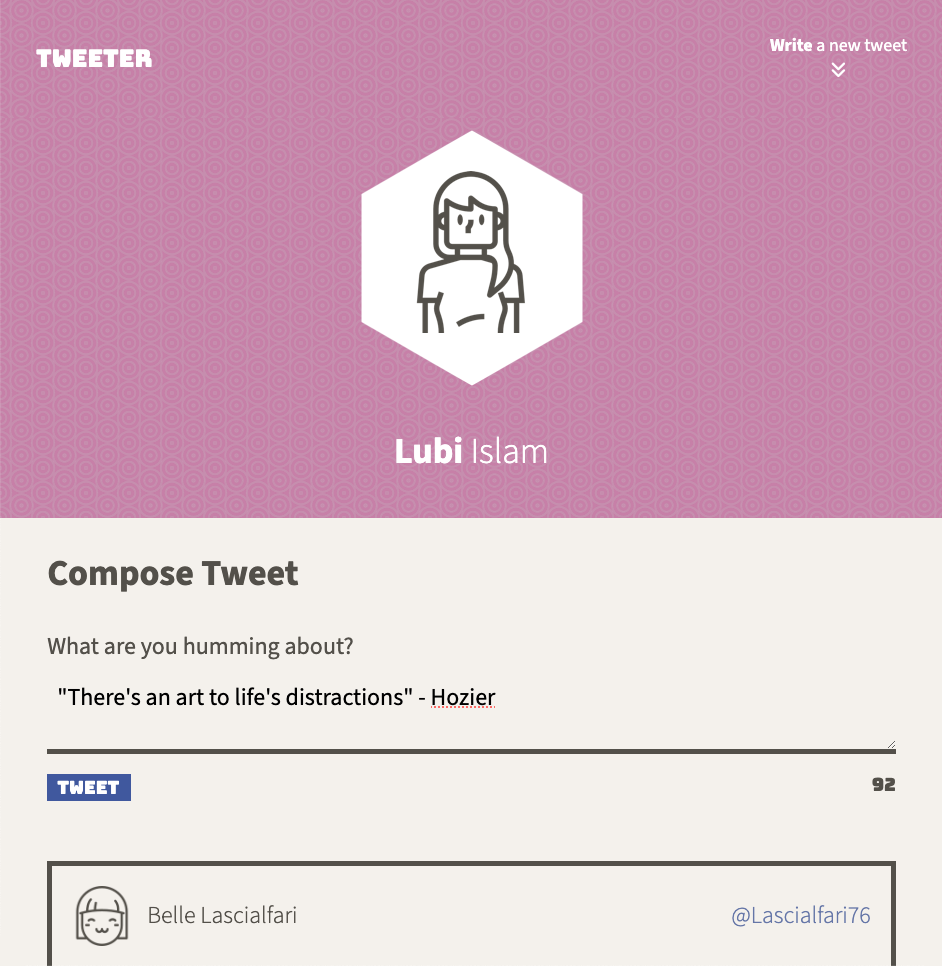 TWEETER
Write a new tweet
Lubi Islam
Compose Tweet
What are you humming about?
"There's an art to life's distractions" - Hozier
TWEET
92
Belle Lascialfari
@Lascialfari76